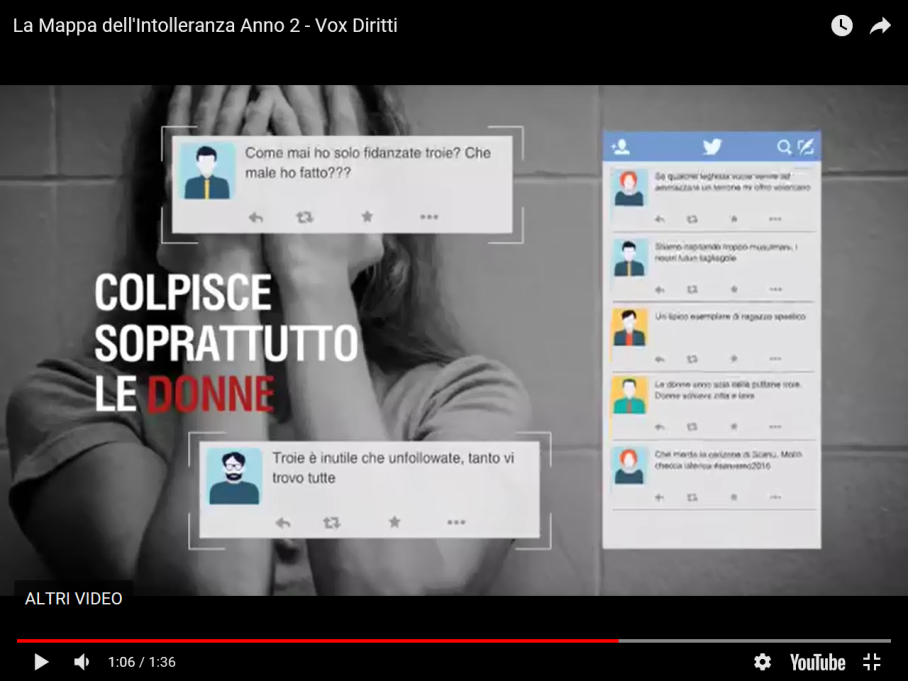 La Mappa dell'Intolleranza Anno 2 - Vox Diritti
Come mai ho solo fidanzate troie? Che
male ho fatto???
COLPISCE
SOPRATTUTTO
LE DONNE
Troie è inutile che unfollowate, tanto vi
trovo tutte
Se qualche leghista vuole venire ad
ammazzare un terrone mi offro volontario
Stiamo ospitando troppo musulmani, i
nostri futuri tagliagole
Un tipico esemplare di ragazzo spastico
Le donne sono solo delle puttane troie.
Donne schiave zitte e lava
Che merda la canzone di Scanu. Molto
checca isterica #sanremo2016
ALTRI VIDEO
1:06 / 1:36
YouTube